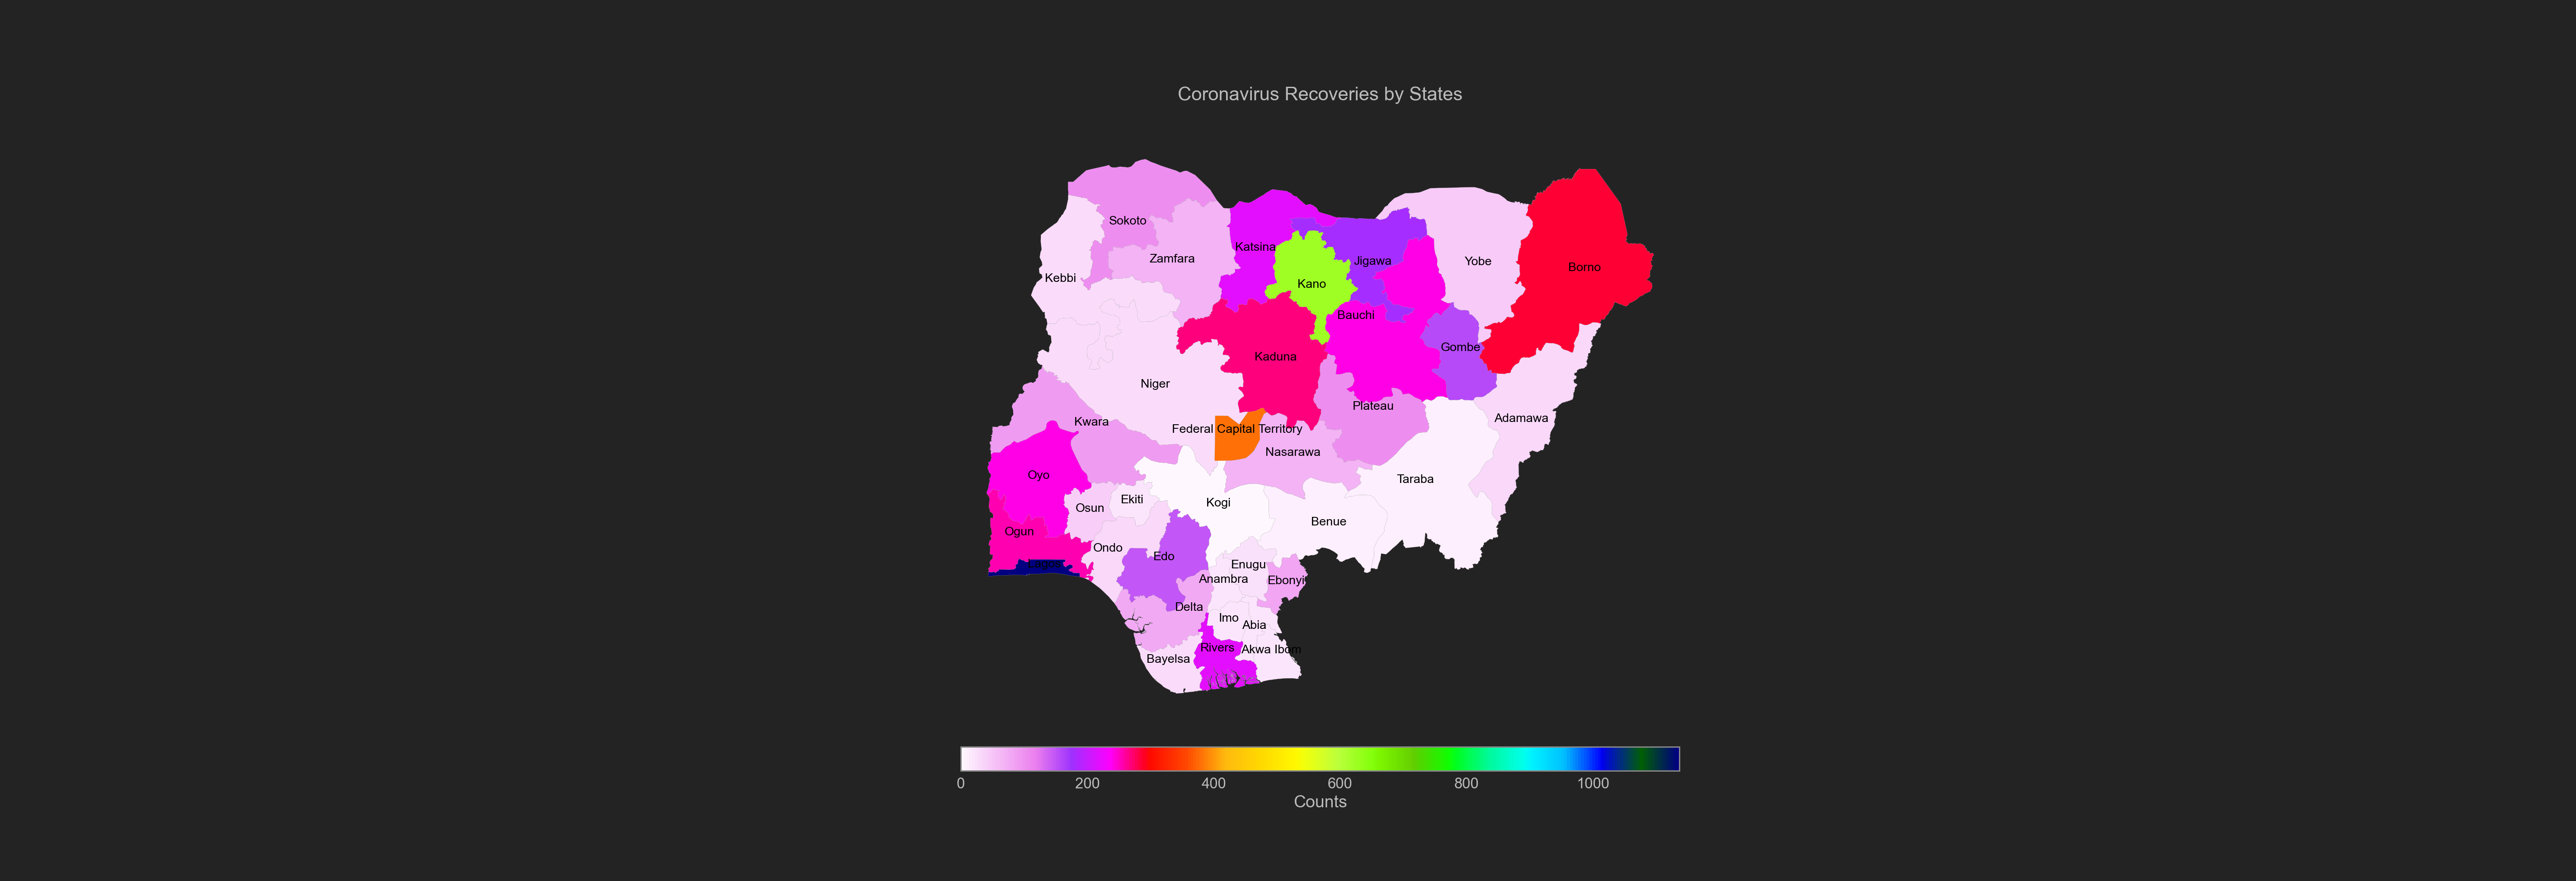 Coronavirus Recoveries by States
Sokoto
Katsina
Zamfara
Jigawa
Yobe
Borno
Kebbi
Kano
Bauchi
Gombe
Kaduna
Niger
Plateau
Adamawa
Kwara
Federal Capital Territory
Nasarawa
Oyo
Taraba
Ekiti
Kogi
Osun
Benue
Ogun
Ondo
Edo
Lagos
Enugu
Anambra
Ebonyi
Delta
Imo
Abia
Rivers
Akwa Ibom
Bayelsa
0 200 400 600 800 1000
Counts